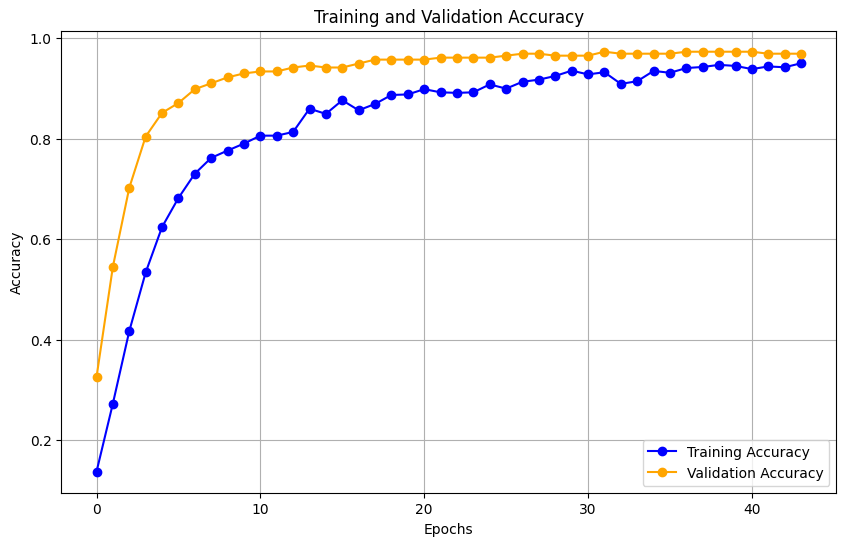 Training and Validation Accuracy
1.0
0.8
0.6
0.4
0.2
Accuracy
0
10
20
30
40
Epochs
Training Accuracy
Validation Accuracy